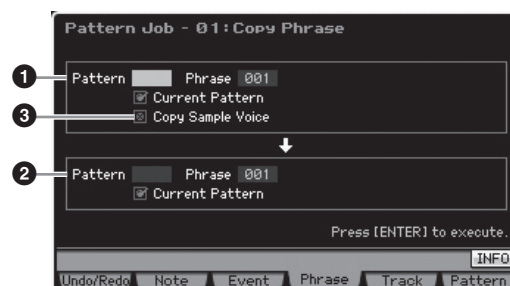 Pattern Job - 01:Copy Phrase
1 Pattern Phrase 001
Current Pattern
3 Copy Sample Voice
2 Pattern Phrase 001
Current Pattern
Press [ENTER] to execute.
INFO
Undo/Redo Note Event Phrase Track Pattern